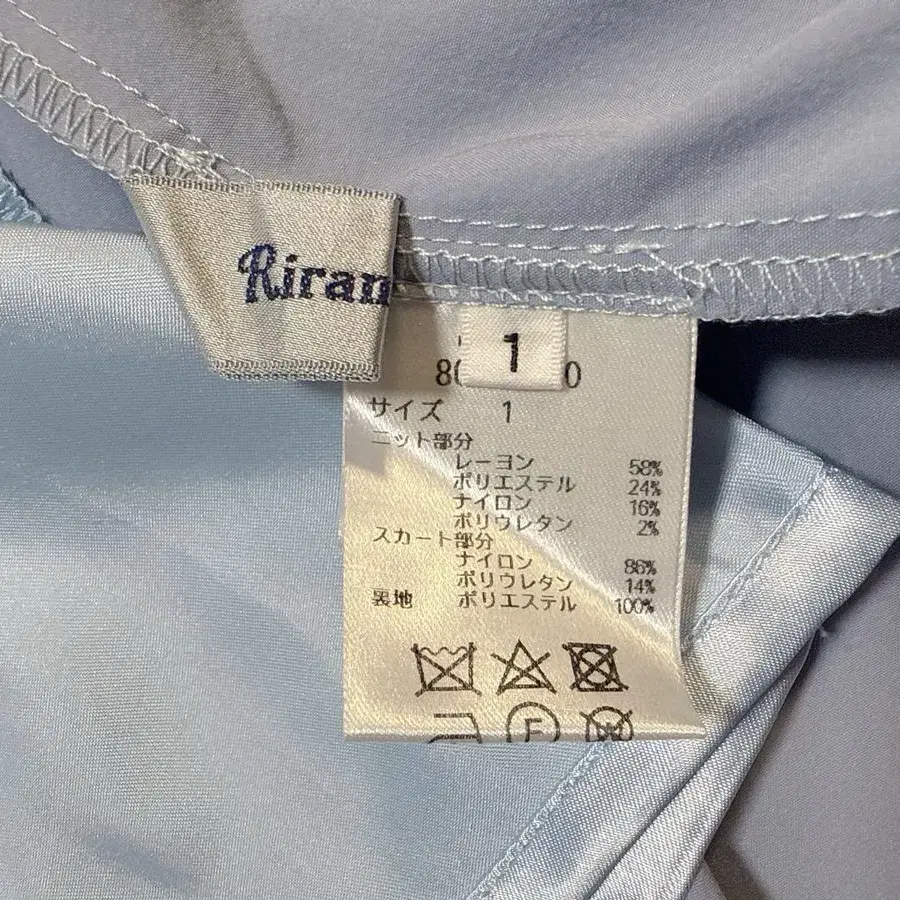 Riran
1
サイズ 1
ニット部分
レーヨン 58%
ポリエステル 24%
ナイロン 16%
ポリウレタン 2%
スカート部分
ナイロン 86%
ポリウレタン 14%
裏地 ポリエステル 100%
F